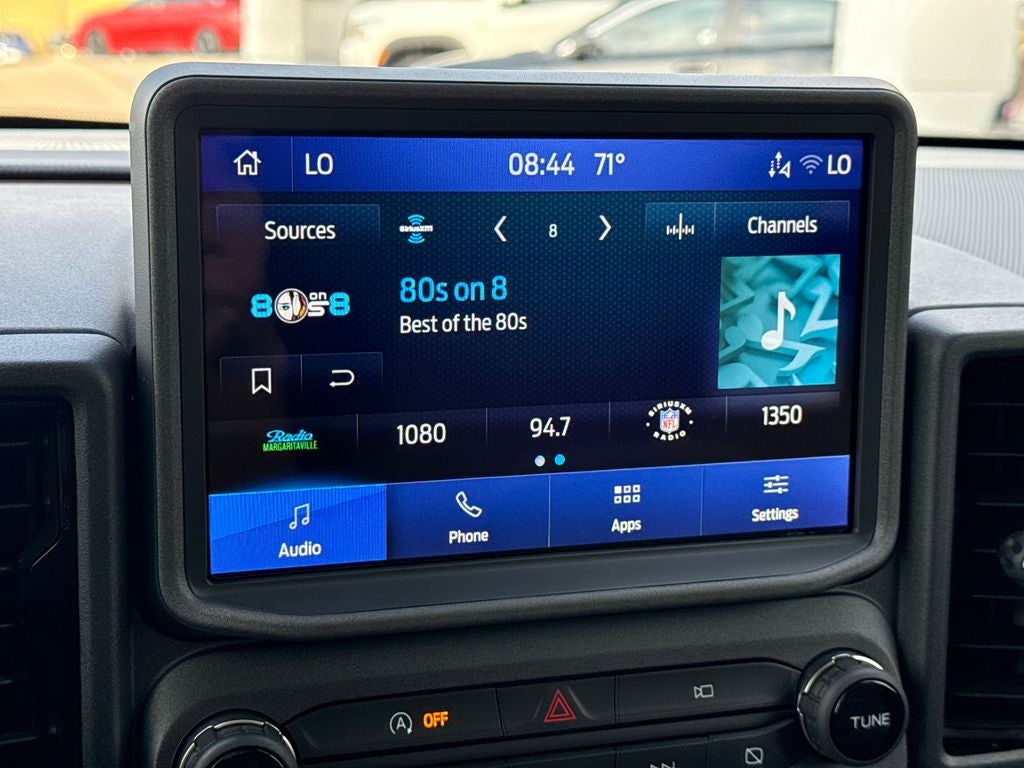 LO 08:44 71° LO
Sources SiriusXM 8 Channels
80s on 8
80s on 8
Best of the 80s
Radio MARGARITAVILLE 1080 94.7 SIRIUSXM NFL RADIO 1350
Audio Phone Apps Settings
A OFF
TUNE